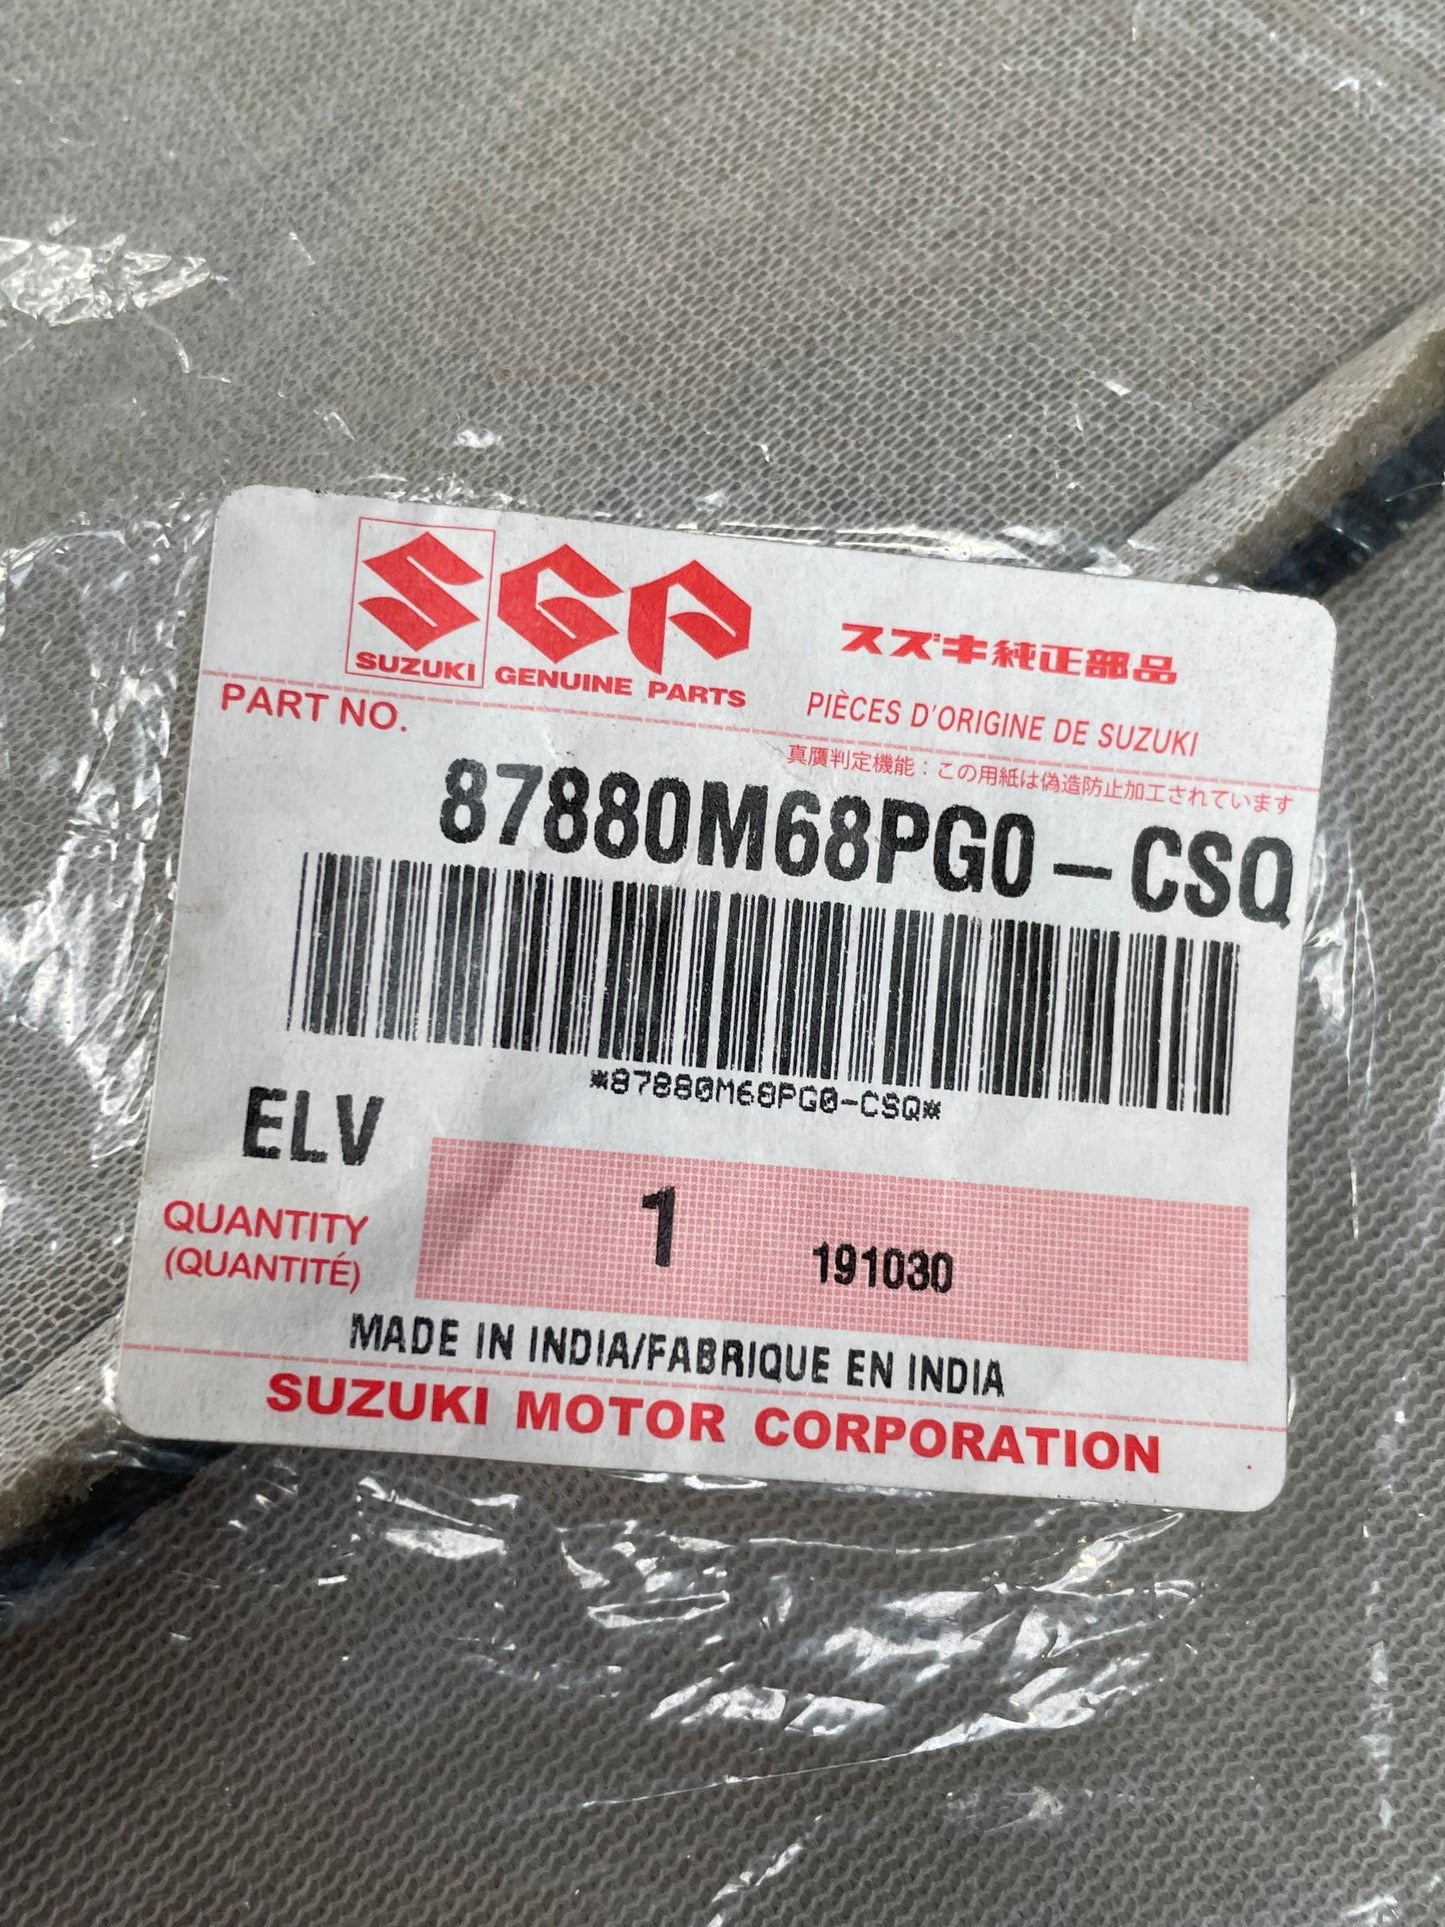 SUZUKI
SGP
GENUINE PARTS
スズキ純正部品
PIÈCES D'ORIGINE DE SUZUKI
PART NO.
真贋判定機能：この用紙は偽造防止加工されています
87880M68PG0-CSQ
*87880M68PG0-CSQ*
ELV
QUANTITY
(QUANTITÉ)
1
191030
MADE IN INDIA/FABRIQUE EN INDIA
SUZUKI MOTOR CORPORATION